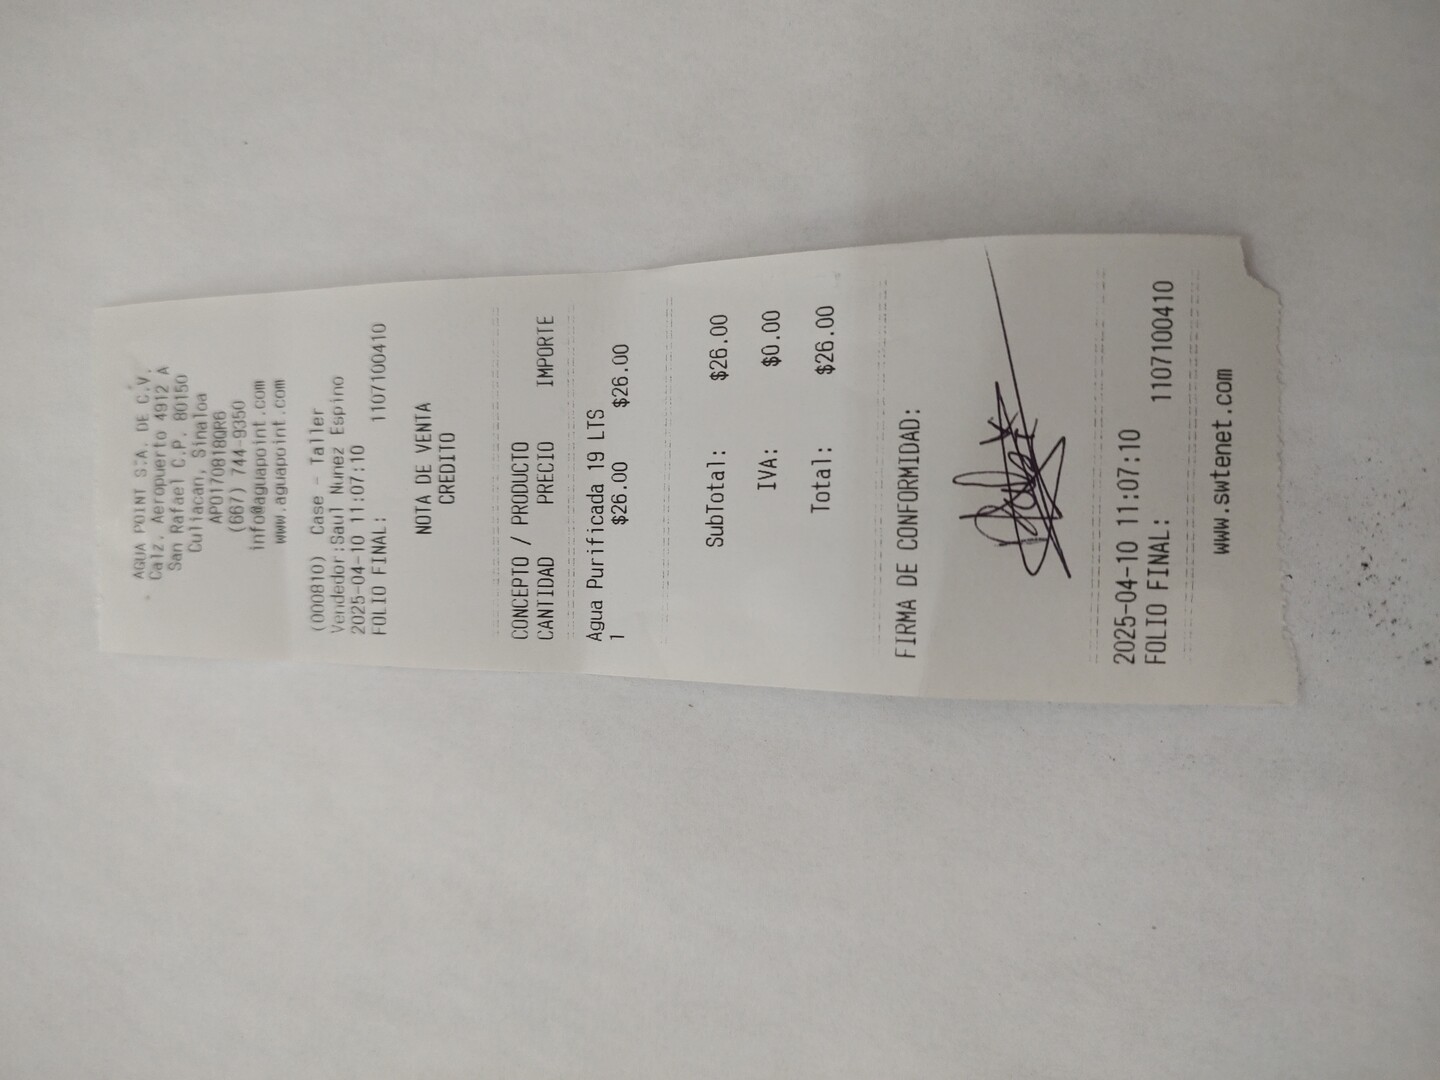 AGUA POINT S.A. DE C.V.
Calz. Aeropuerto 4912 A
San Rafael C.P. 80150
Culiacan, Sinaloa
APO170818QR6
(667) 744-9350
info@aguapoint.com
www.aguapoint.com
(000810) Case - Taller
Vendedor:Saul Nunez Espino
2025-04-10 11:07:10
FOLIO FINAL: 1107100410
NOTA DE VENTA
CREDITO
CONCEPTO / PRODUCTO
CANTIDAD PRECIO IMPORTE
Agua Purificada 19 LTS
1 $26.00 $26.00
SubTotal: $26.00
IVA: $0.00
Total: $26.00
FIRMA DE CONFORMIDAD:
2025-04-10 11:07:10
FOLIO FINAL: 1107100410
www.swtenet.com